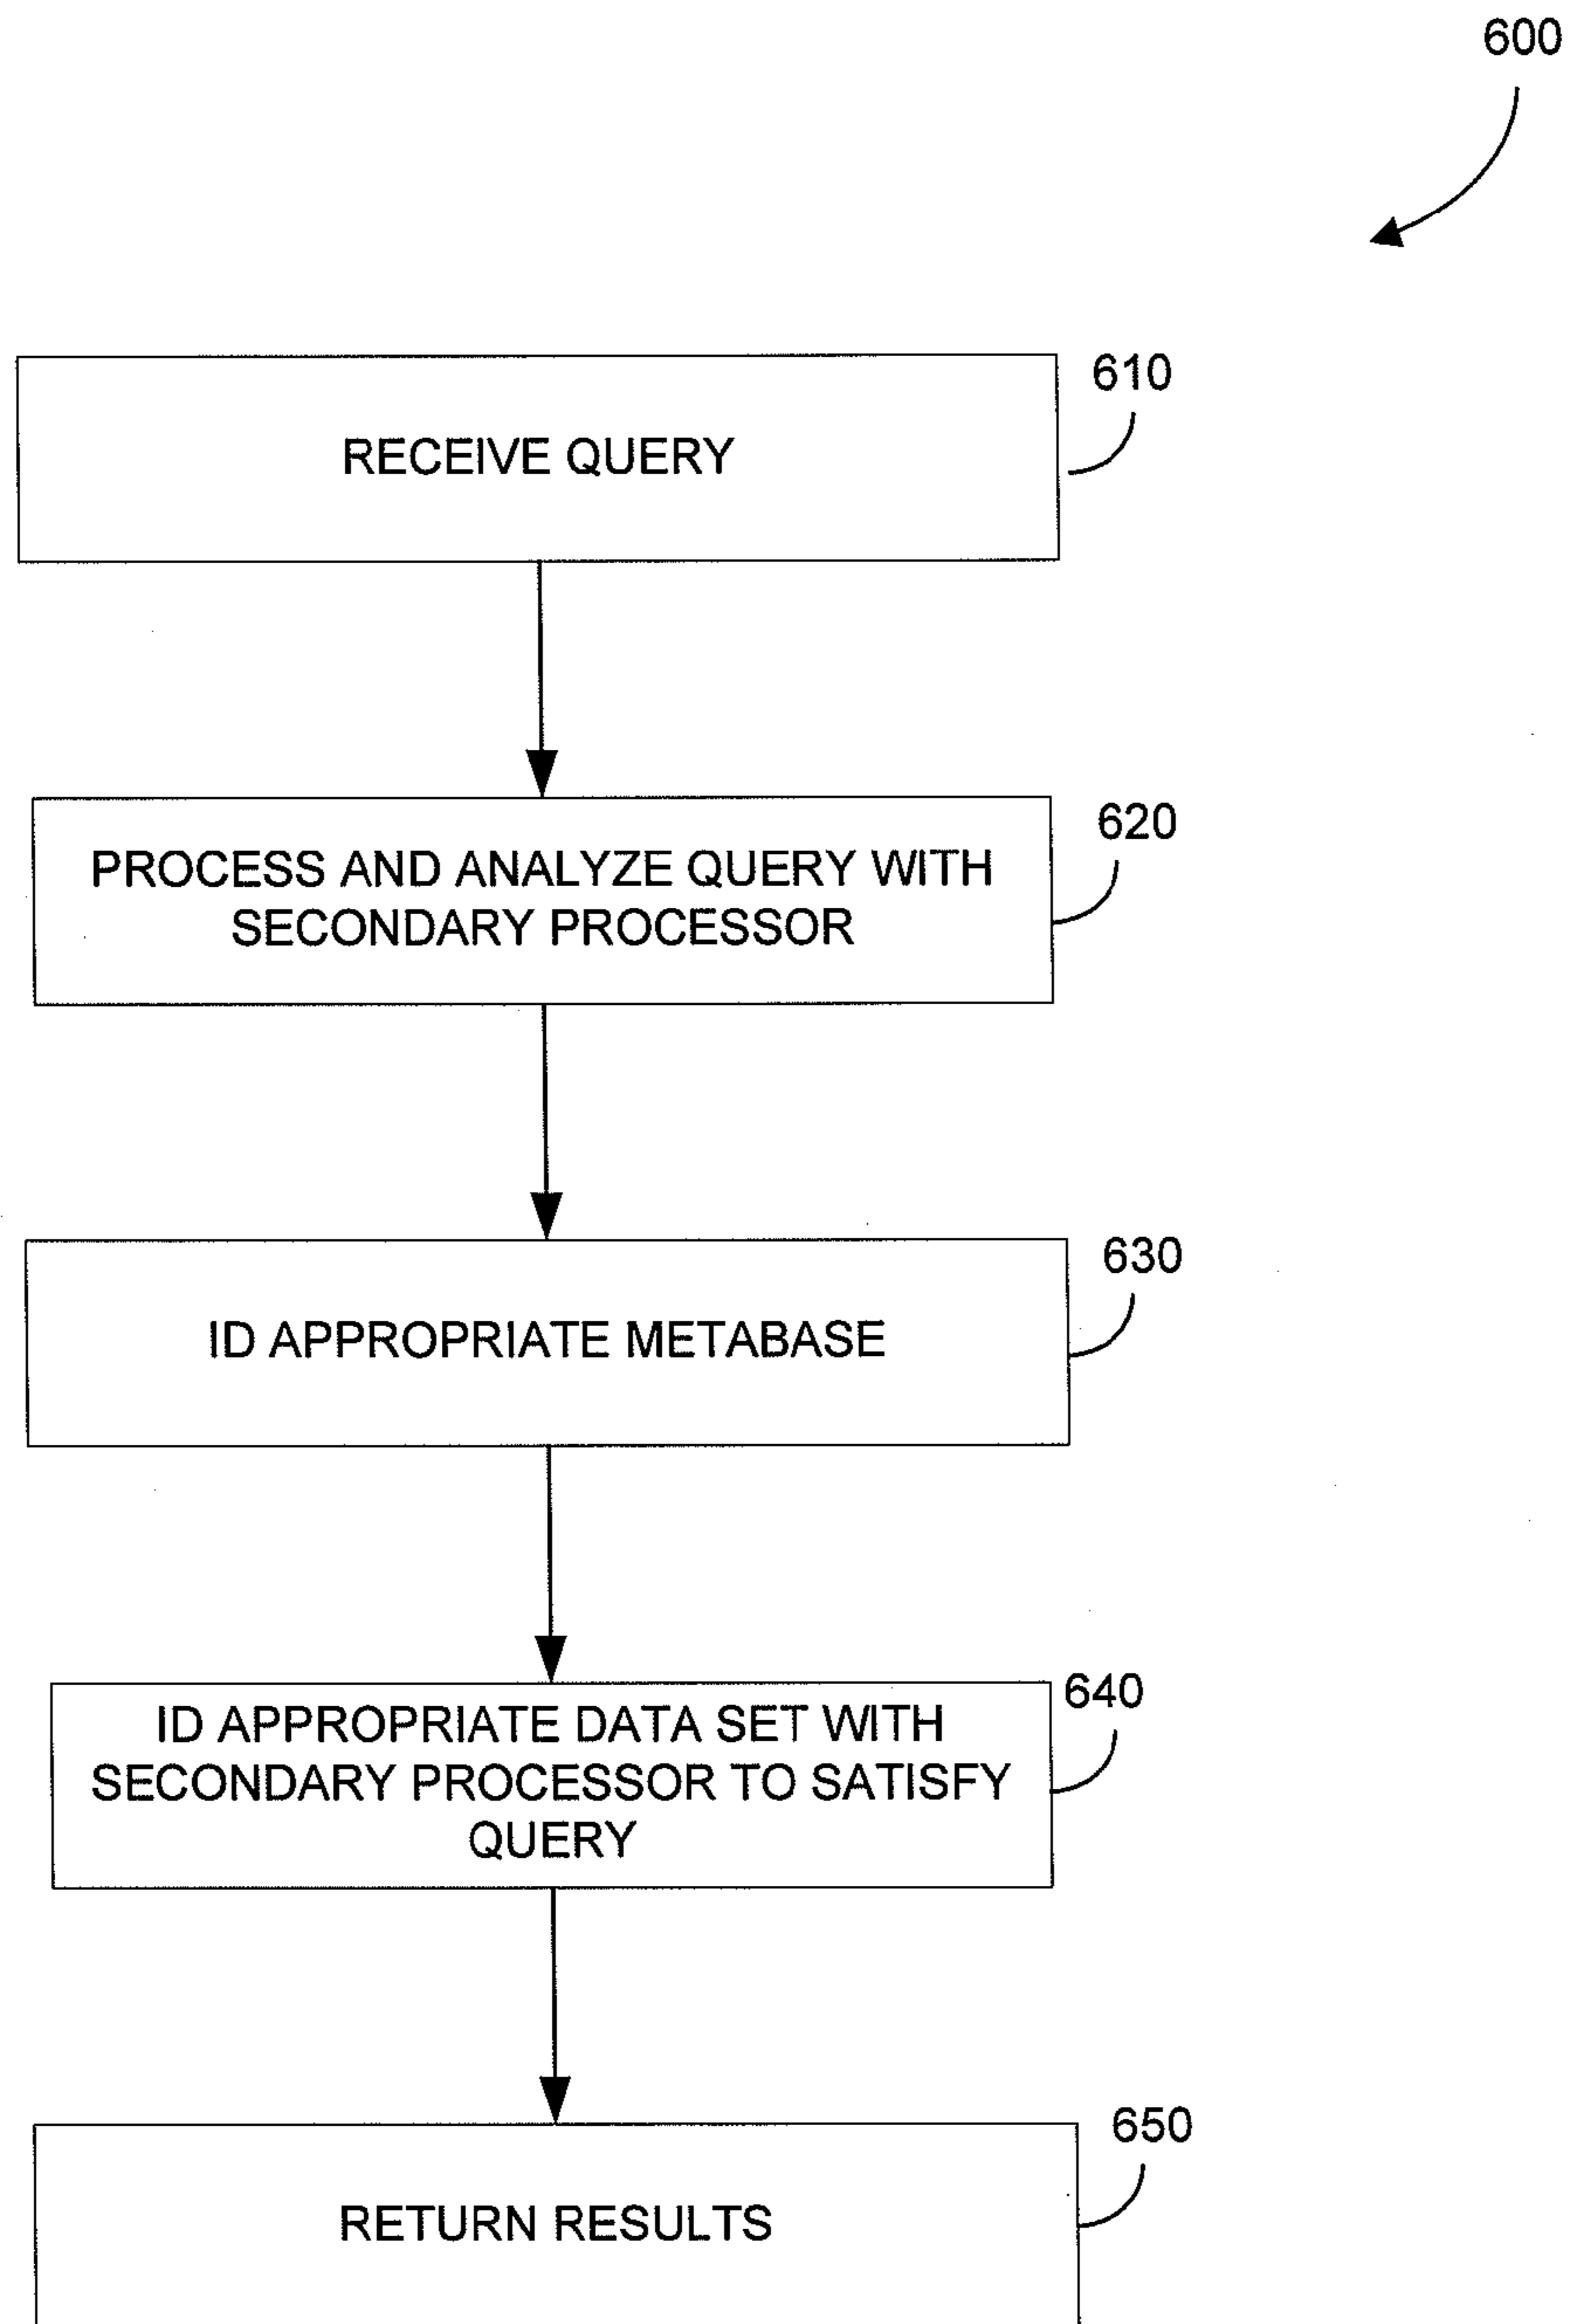 600
610
RECEIVE QUERY
620
PROCESS AND ANALYZE QUERY WITH
SECONDARY PROCESSOR
630
ID APPROPRIATE METABASE
640
ID APPROPRIATE DATA SET WITH
SECONDARY PROCESSOR TO SATISFY
QUERY
650
RETURN RESULTS